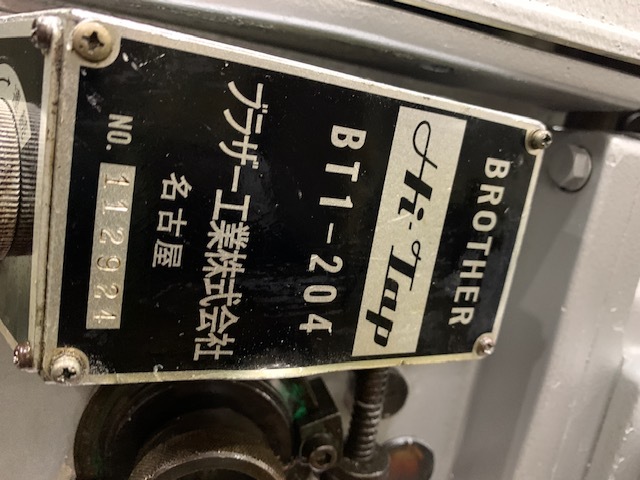 BROTHER
Hi-Tap
BT1-204
ブラザー工業株式会社
名古屋
NO. 112924